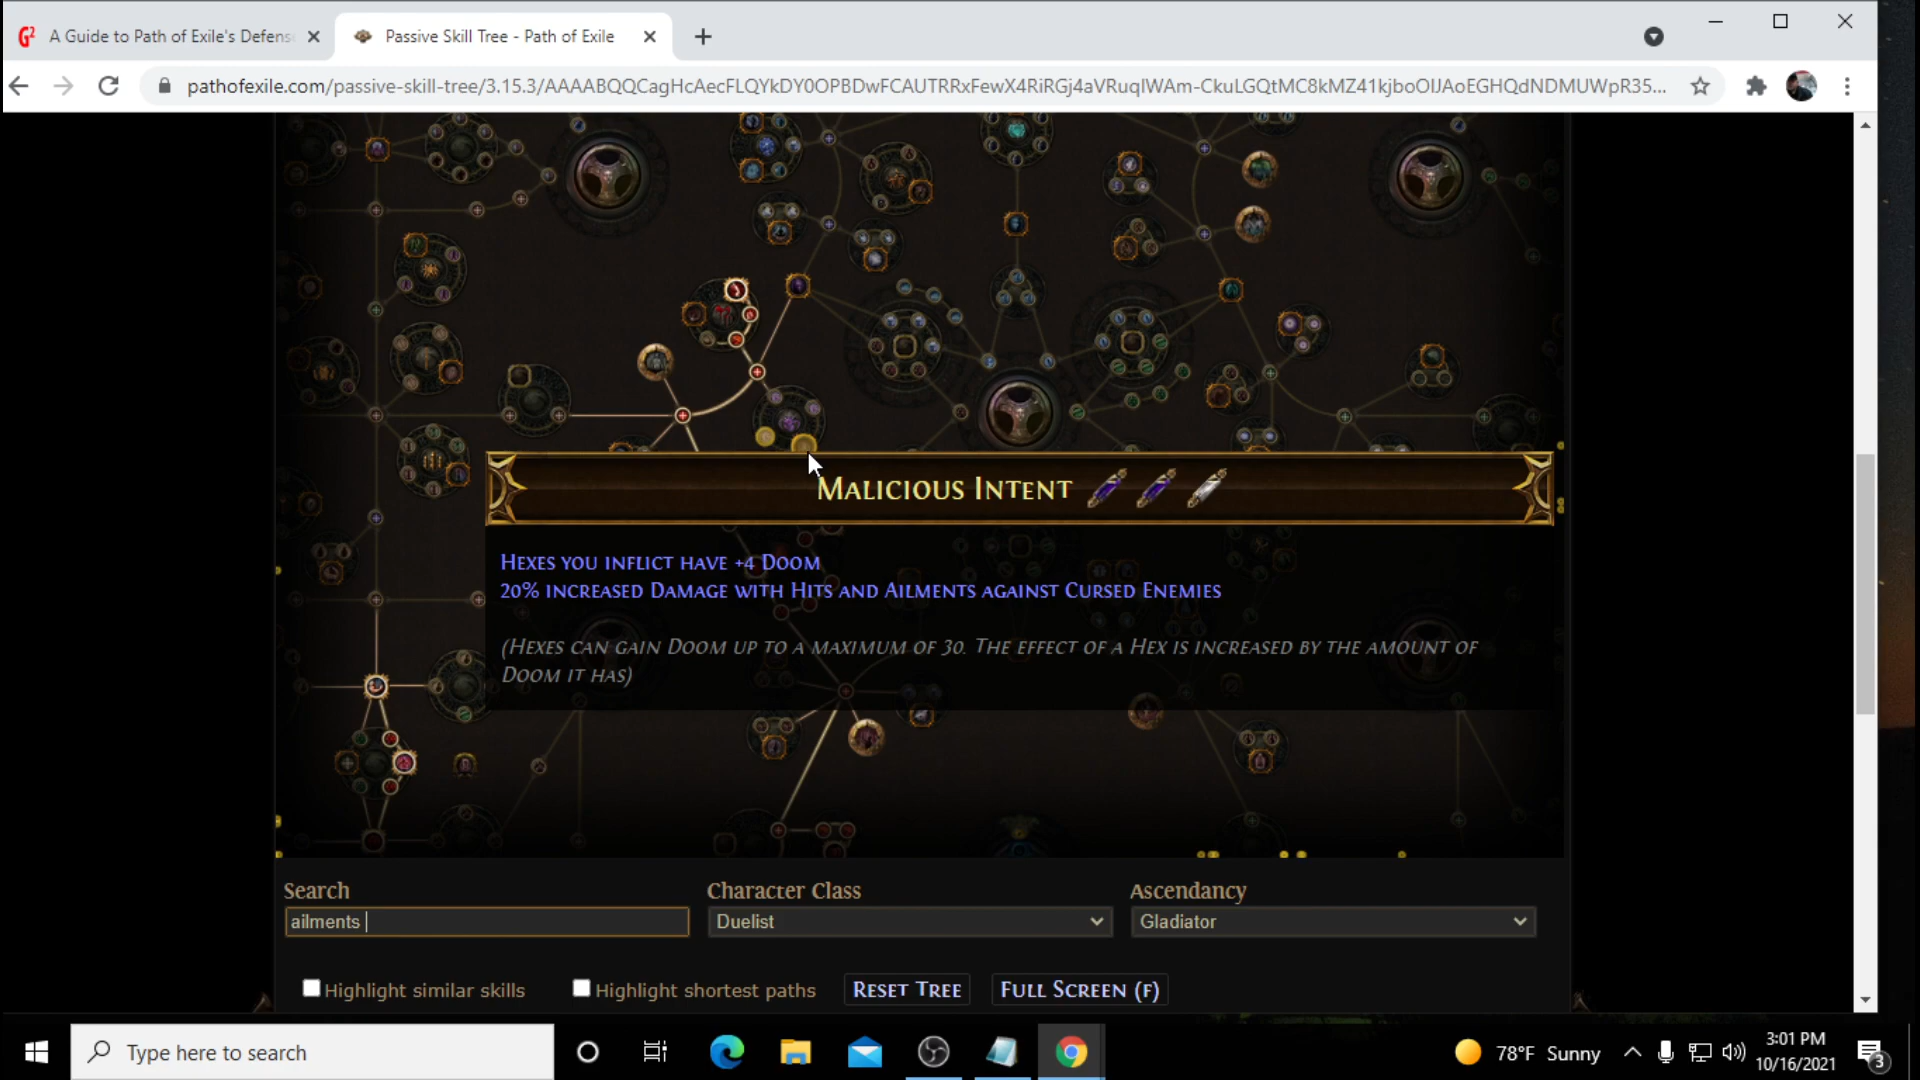 A Guide to Path of Exile's Defens
Passive Skill Tree - Path of Exile
pathofexile.com/passive-skill-tree/3.15.3/AAAABQQCagHcAecFLQYkDY0OPBDwFCAUTRRxFewX4RiRGj4aVRuqIWAm-CkuLGQtMC8kMZ41kjboOIJAoEGHQdNDMUWpR35...
MALICIOUS INTENT
HEXES YOU INFLICT HAVE +4 DOOM
20% INCREASED DAMAGE WITH HITS AND AILMENTS AGAINST CURSED ENEMIES
(HEXES CAN GAIN DOOM UP TO A MAXIMUM OF 30. THE EFFECT OF A HEX IS INCREASED BY THE AMOUNT OF
DOOM IT HAS)
Search Character Class Ascendancy
ailments Duelist Gladiator
Highlight similar skills Highlight shortest paths RESET TREE FULL SCREEN (F)
Type here to search
78°F Sunny
3:01 PM
10/16/2021
3